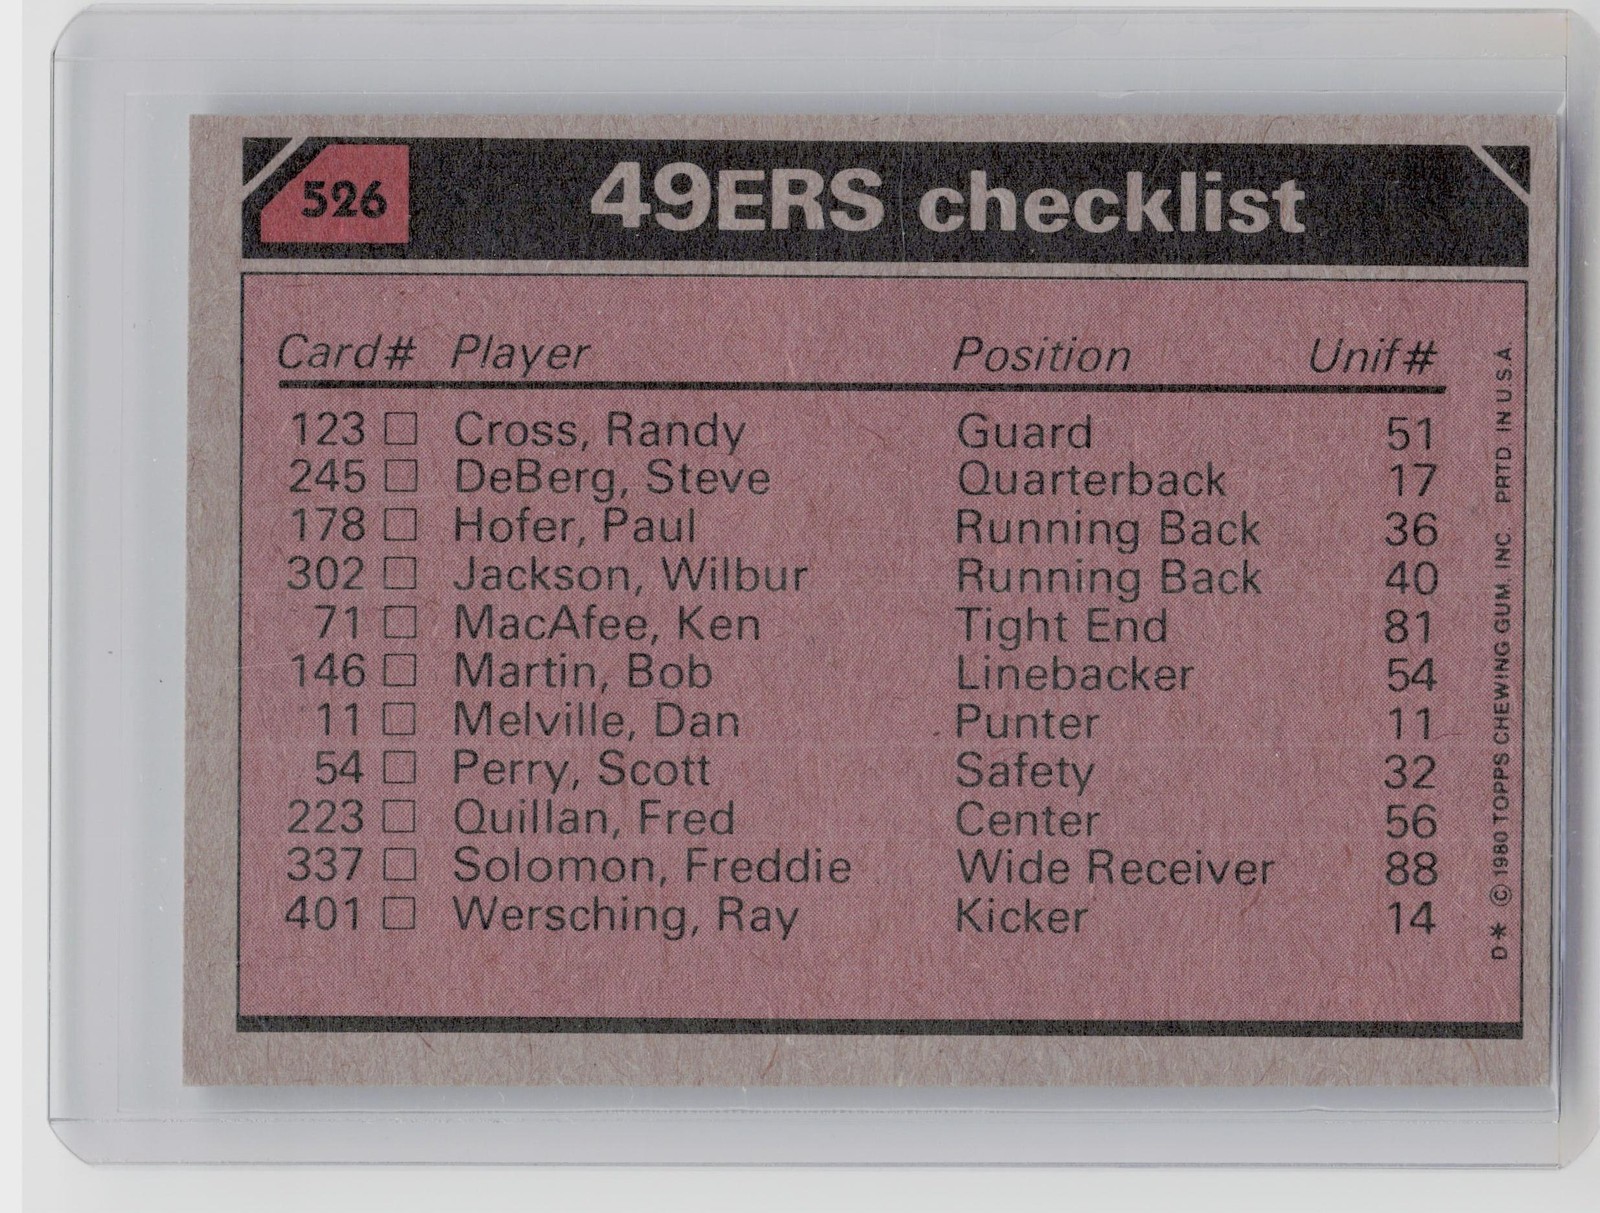 526 49ERS checklist
Card# Player Position Unif#
123 □ Cross, Randy Guard 51
245 □ DeBerg, Steve Quarterback 17
178 □ Hofer, Paul Running Back 36
302 □ Jackson, Wilbur Running Back 40
71 □ MacAfee, Ken Tight End 81
146 □ Martin, Bob Linebacker 54
11 □ Melville, Dan Punter 11
54 □ Perry, Scott Safety 32
223 □ Quillan, Fred Center 56
337 □ Solomon, Freddie Wide Receiver 88
401 □ Wersching, Ray Kicker 14
D* © 1980 TOPPS CHEWING GUM, INC. PRTD. IN U.S.A.